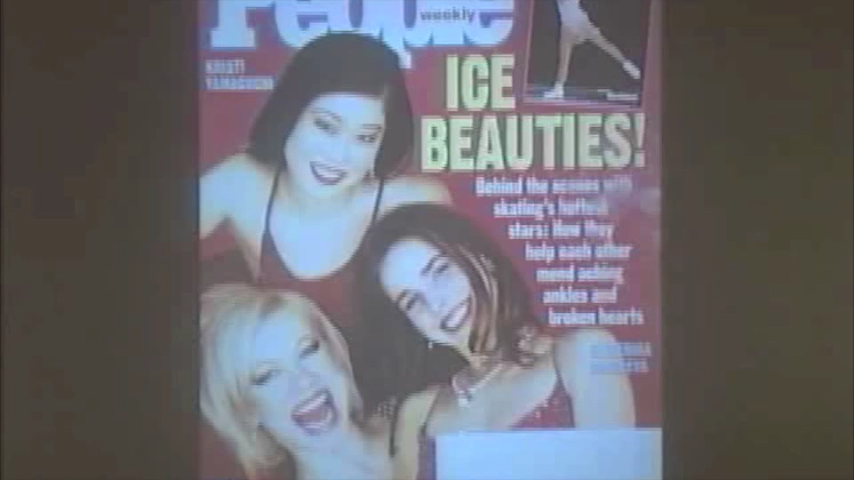 People
weekly
KRISTI
YAMAGUCHI
ICE
BEAUTIES!
Behind the scenes with
skating's hottest
stars: How they
help each other
mend aching
ankles and
broken hearts